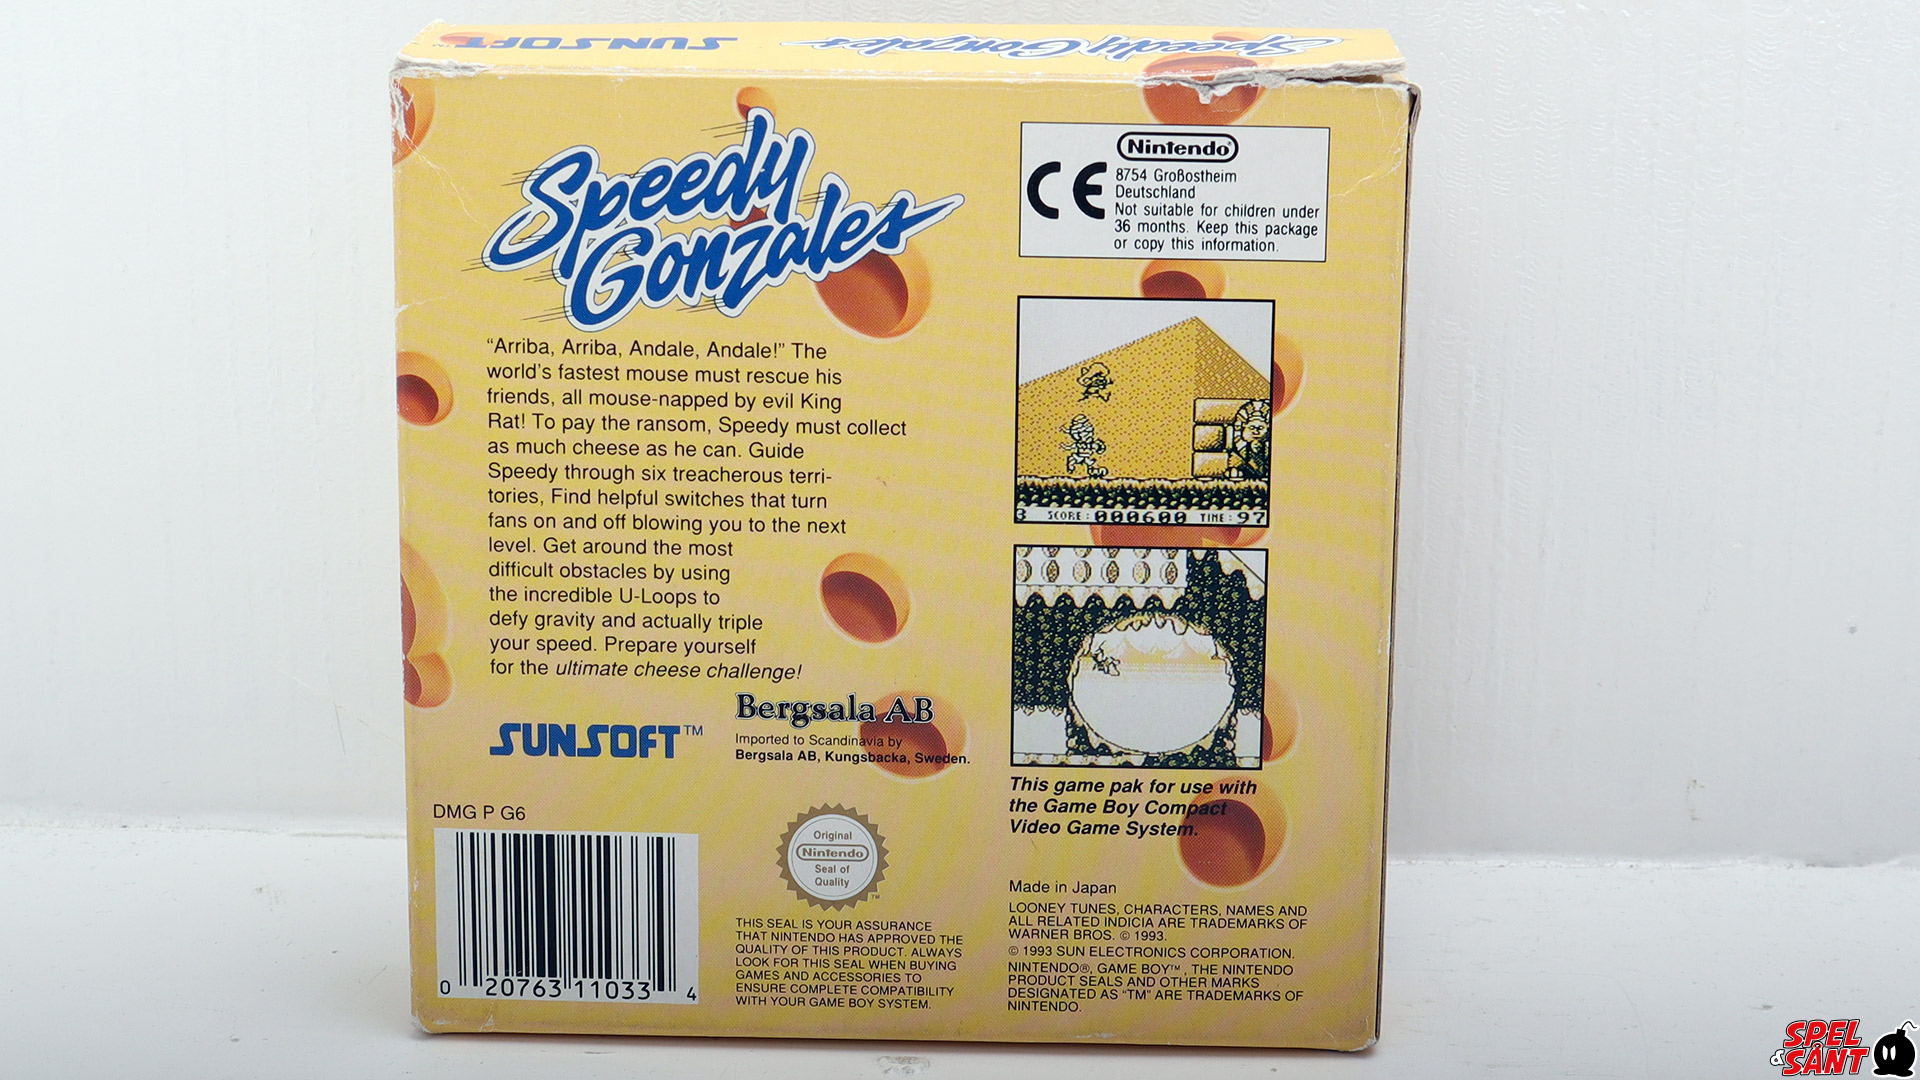 SUNSOFT™
Speedy Gonzales
Speedy
Gonzales
“Arriba, Arriba, Andale, Andale!” The
world’s fastest mouse must rescue his
friends, all mouse-napped by evil King
Rat! To pay the ransom, Speedy must collect
as much cheese as he can. Guide
Speedy through six treacherous terri-
tories, Find helpful switches that turn
fans on and off blowing you to the next
level. Get around the most
difficult obstacles by using
the incredible U-Loops to
defy gravity and actually triple
your speed. Prepare yourself
for the ultimate cheese challenge!
SUNSOFT™
Bergsala AB
Imported to Scandinavia by
Bergsala AB, Kungsbacka, Sweden.
DMG P G6
0 20763 11033 4
Original
Nintendo
Seal of
Quality
™
THIS SEAL IS YOUR ASSURANCE
THAT NINTENDO HAS APPROVED THE
QUALITY OF THIS PRODUCT. ALWAYS
LOOK FOR THIS SEAL WHEN BUYING
GAMES AND ACCESSORIES TO
ENSURE COMPLETE COMPATIBILITY
WITH YOUR GAME BOY SYSTEM.
Nintendo®
CE
8754 Großostheim
Deutschland
Not suitable for children under
36 months. Keep this package
or copy this information.
3 SCORE:000600 TIME:97
This game pak for use with
the Game Boy Compact
Video Game System.
Made in Japan
LOONEY TUNES, CHARACTERS, NAMES AND
ALL RELATED INDICIA ARE TRADEMARKS OF
WARNER BROS. © 1993.
© 1993 SUN ELECTRONICS CORPORATION.
NINTENDO®, GAME BOY™, THE NINTENDO
PRODUCT SEALS AND OTHER MARKS
DESIGNATED AS “TM” ARE TRADEMARKS OF
NINTENDO.
SPEL
& SÅNT